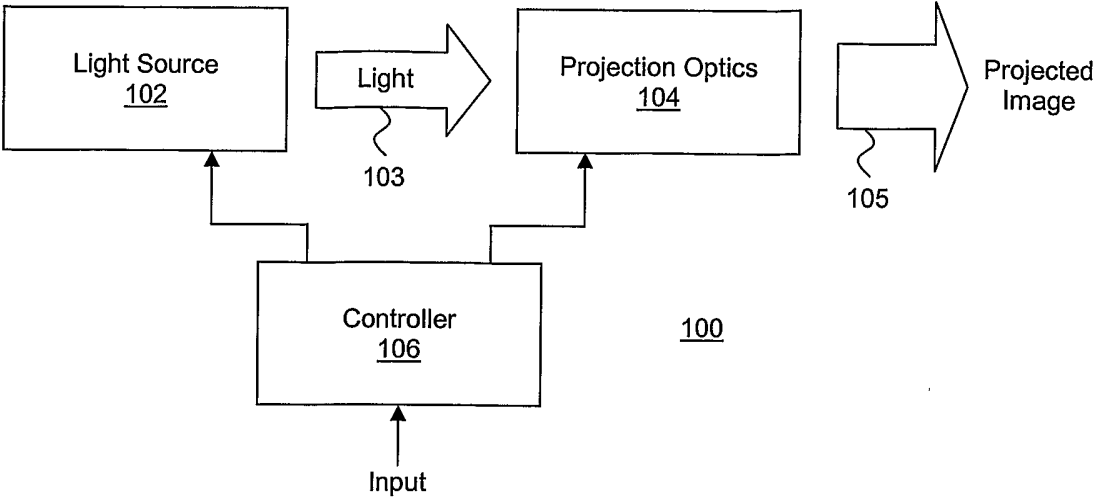 Light Source
102
Light
103
Projection Optics
104
Projected
Image
105
Controller
106
100
Input